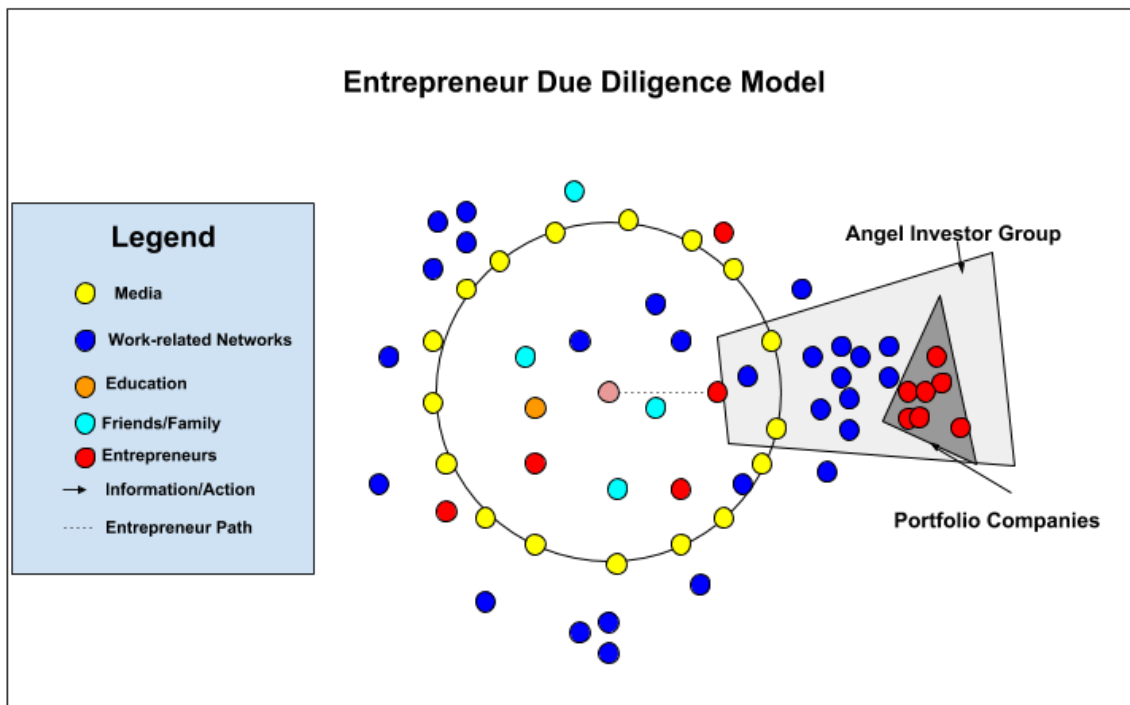 Entrepreneur Due Diligence Model
Legend
Media
Work-related Networks
Education
Friends/Family
Entrepreneurs
Information/Action
Entrepreneur Path
Angel Investor Group
Portfolio Companies